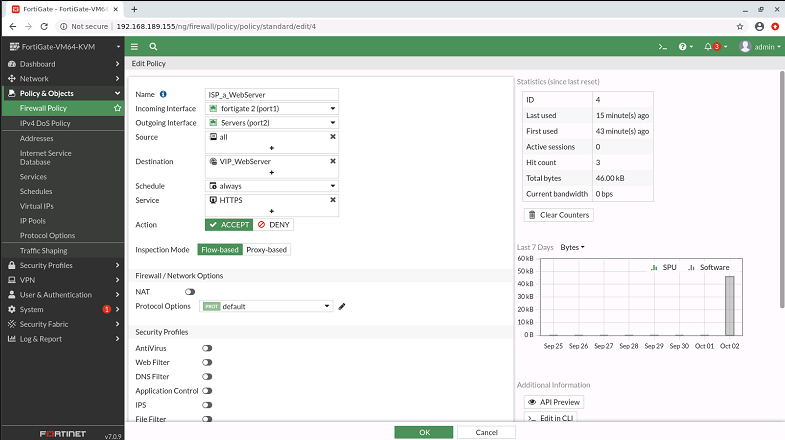 FortiGate - VM64-K
Not secure
192.168.189.155/ng/firewall/policy/policy/standard/edit/4
FortiGate-VM64-KVM
admin
3
Dashboard
Network
Policy & Objects
Firewall Policy
IPv4 DoS Policy
Addresses
Internet Service
Database
Services
Schedules
Virtual IPs
IP Pools
Protocol Options
Traffic Shaping
Security Profiles
VPN
User & Authentication
System
1
Security Fabric
Log & Report
FORTINET
v7.0.9
Edit Policy
Name
ISP_a_WebServer
Incoming Interface
fortigate 2 (port1)
Outgoing Interface
Servers (port2)
Source
all
+
Destination
VIP_WebServer
+
Schedule
always
Service
HTTPS
+
Action
ACCEPT
DENY
Inspection Mode
Flow-based
Proxy-based
Firewall / Network Options
NAT
Protocol Options
PROT
default
Security Profiles
AntiVirus
Web Filter
DNS Filter
Application Control
IPS
File Filter
OK
Cancel
Statistics (since last reset)
ID 4
Last used 15 minute(s) ago
First used 43 minute(s) ago
Active sessions 0
Hit count 3
Total bytes 46.00 kB
Current bandwidth 0 bps
Clear Counters
Last 7 Days
Bytes
SPU
Software
60 kB
50 kB
40 kB
30 kB
20 kB
10 kB
0 B
Sep 25 Sep 26 Sep 27 Sep 28 Sep 29 Sep 30 Oct 01 Oct 02
Additional Information
API Preview
>_ Edit in CLI